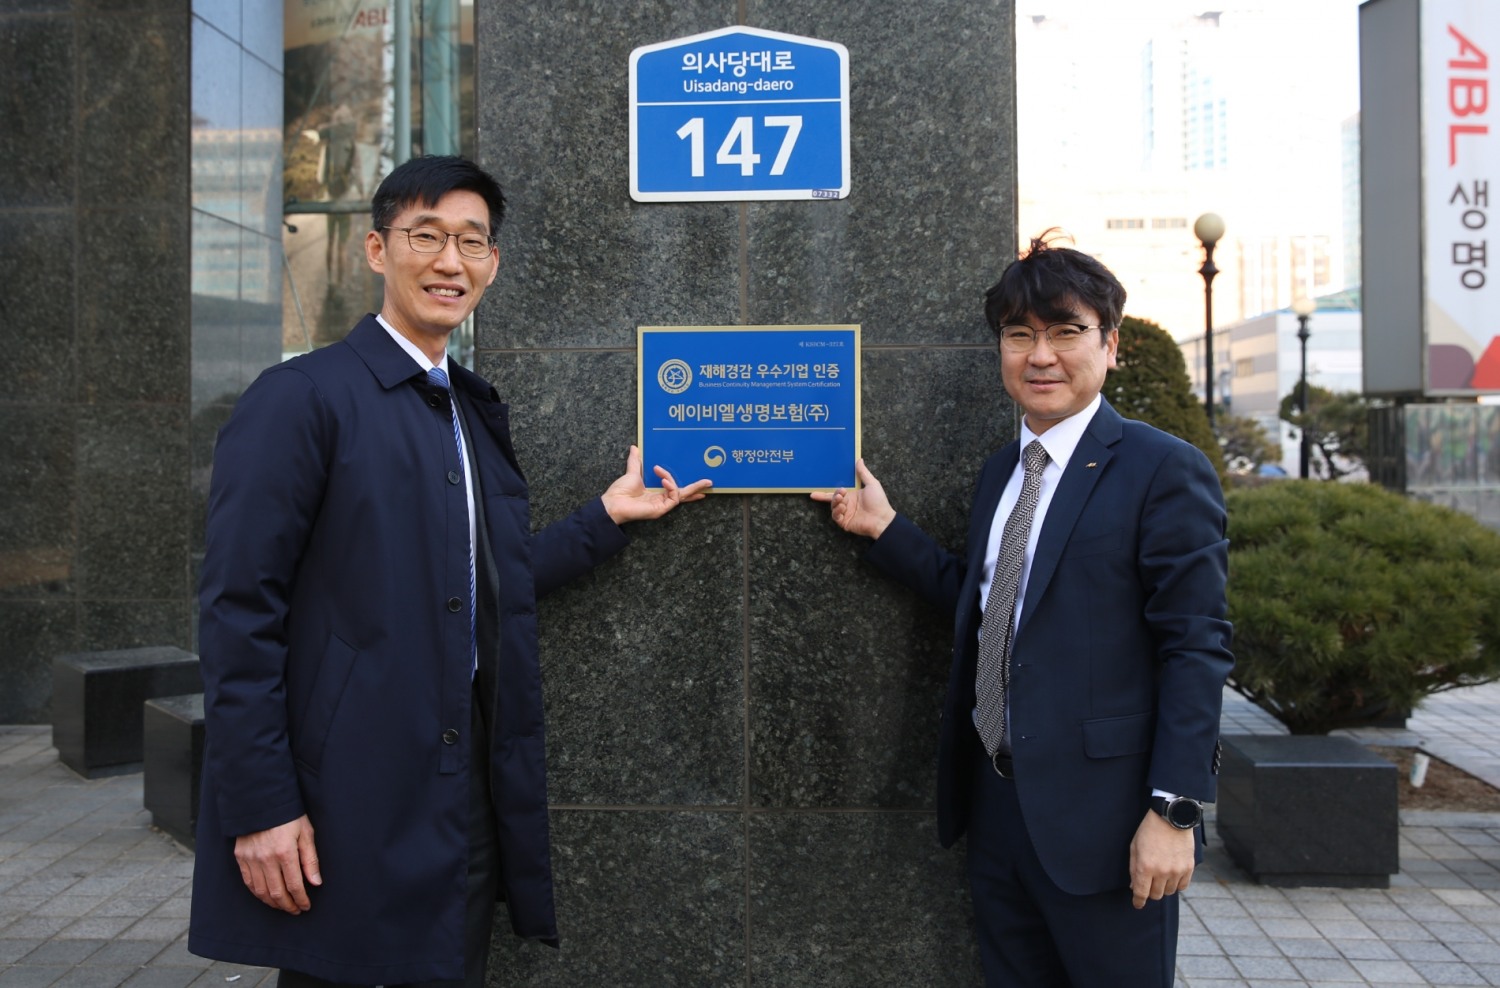 ABL
의사당대로
Uisadang-daero
147
07332
재해경감 우수기업 인증
Business Continuity Management System Certification
에이비엘생명보험(주)
행정안전부
ABL 생명